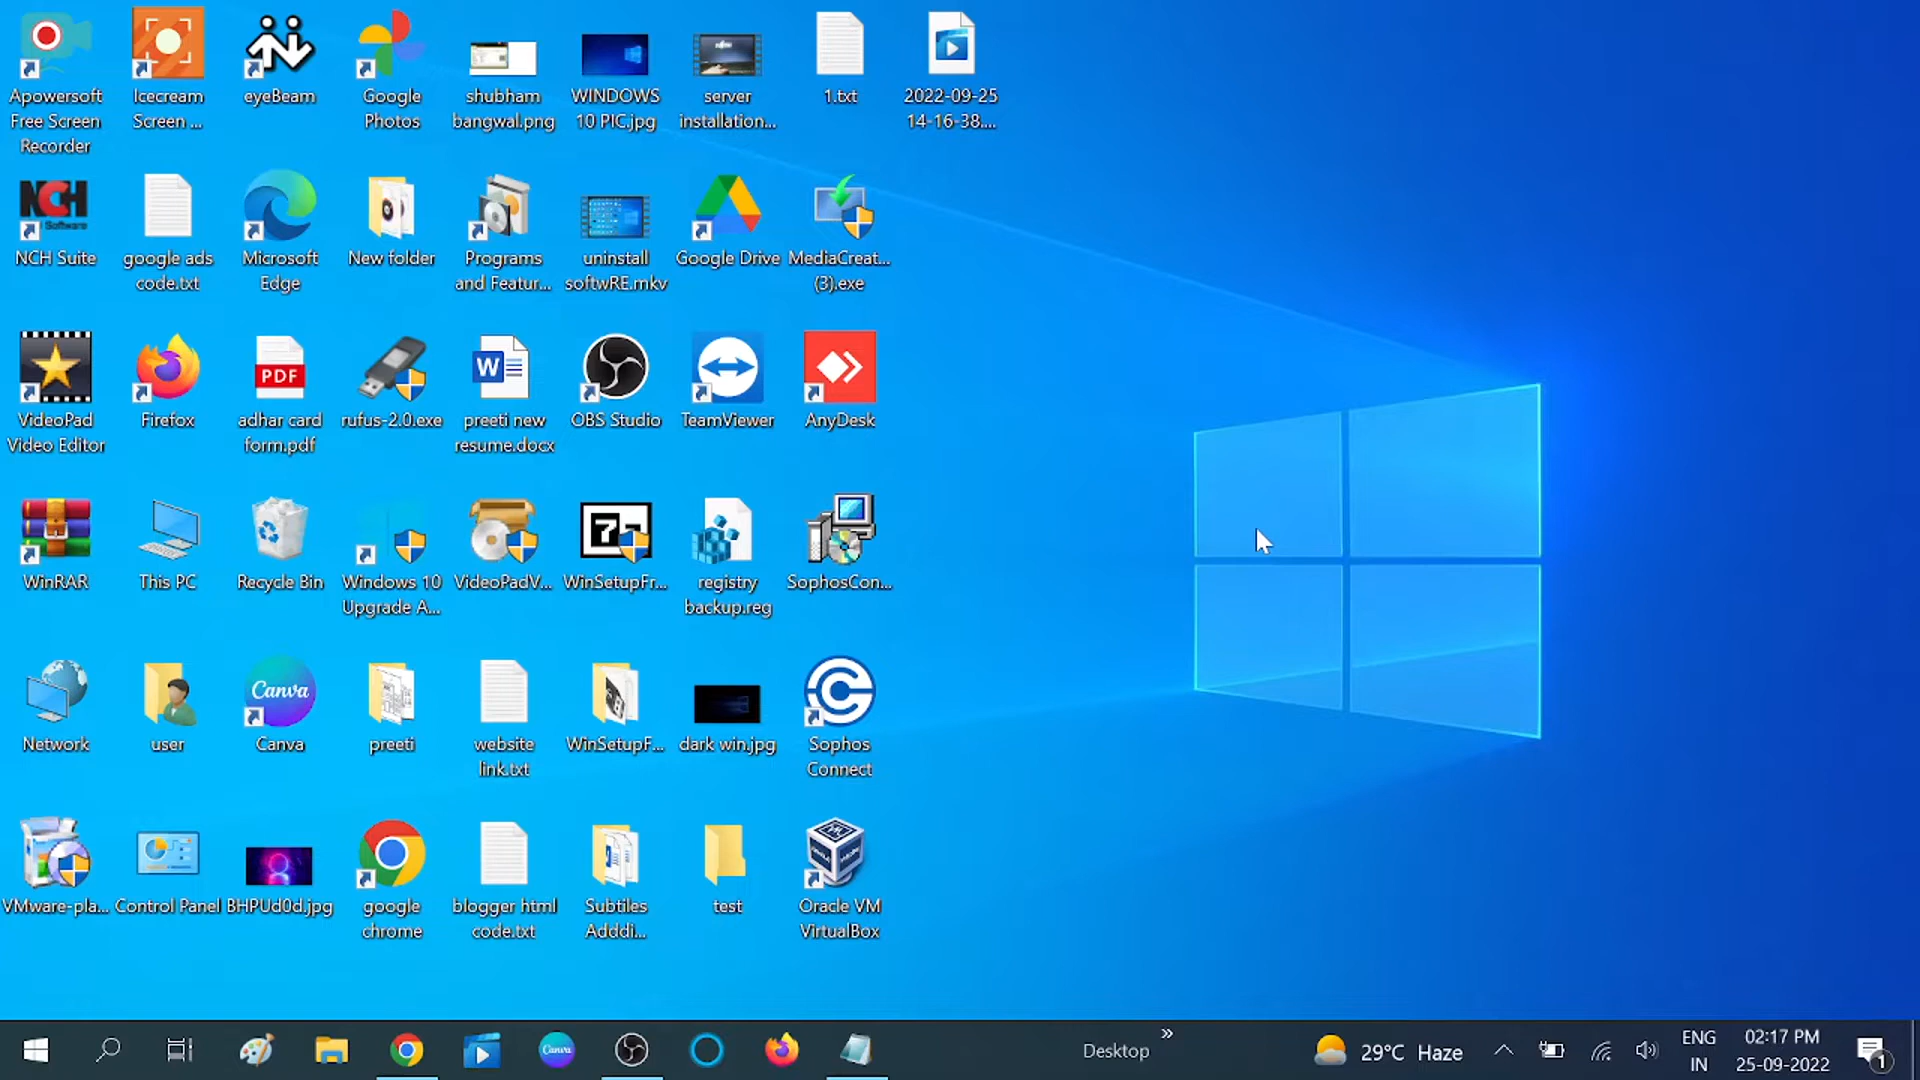 Apowersoft
Free Screen
Recorder
Icecream
Screen ...
eyeBeam
Google
Photos
shubham
bangwal.png
WINDOWS
10 PIC.jpg
server
installation...
1.txt
2022-09-25
14-16-38....
NCH
Software
NCH Suite
google ads
code.txt
Microsoft
Edge
New folder
Programs
and Featur...
uninstall
softwRE.mkv
Google Drive
MediaCreat...
(3).exe
VideoPad
Video Editor
Firefox
PDF
adhar card
form.pdf
rufus-2.0.exe
W
preeti new
resume.docx
OBS Studio
TeamViewer
AnyDesk
WinRAR
This PC
Recycle Bin
Windows 10
Upgrade A...
VideoPadV...
WinSetupFr...
registry
backup.reg
SophosCon...
Network
user
Canva
Canva
preeti
website
link.txt
WinSetupF...
dark win.jpg
Sophos
Connect
VMware-pla...
Control Panel
BHPUd0d.jpg
google
chrome
blogger html
code.txt
Subtiles
Adddi...
test
Oracle VM
VirtualBox
Canva
Desktop
29°C Haze
ENG
IN
02:17 PM
25-09-2022
1